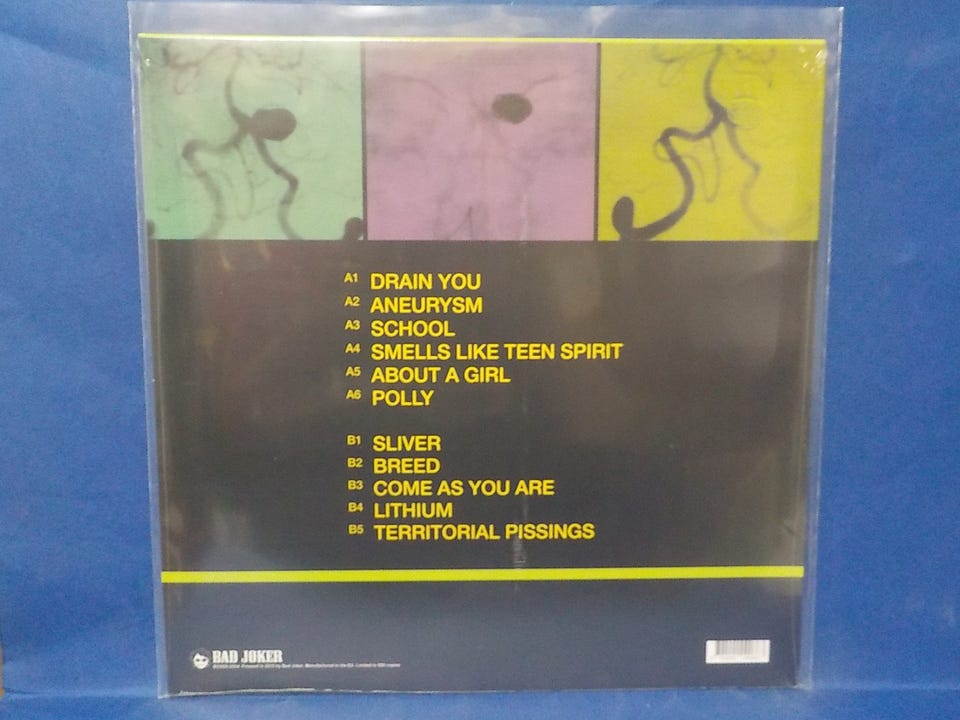 A1 DRAIN YOU
A2 ANEURYSM
A3 SCHOOL
A4 SMELLS LIKE TEEN SPIRIT
A5 ABOUT A GIRL
A6 POLLY
B1 SLIVER
B2 BREED
B3 COME AS YOU ARE
B4 LITHIUM
B5 TERRITORIAL PISSINGS
BAD JOKER